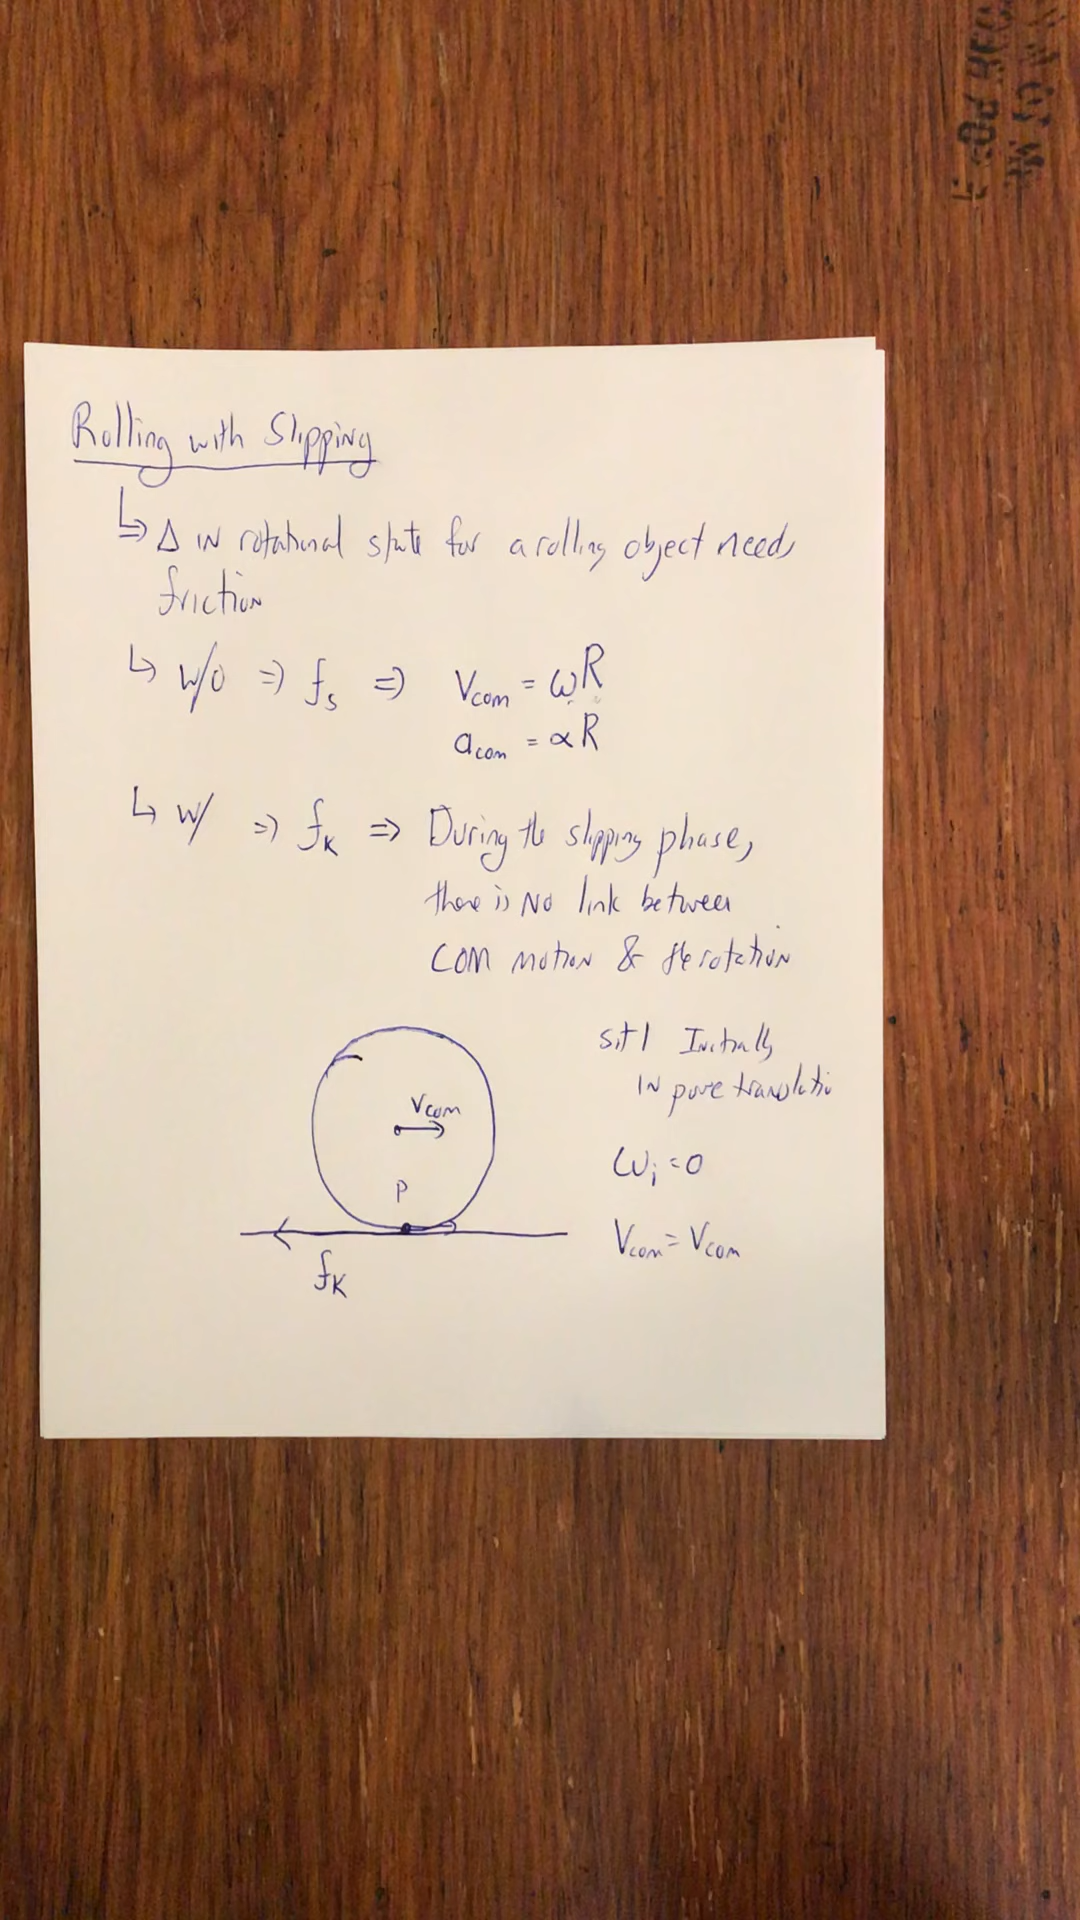 Rolling with Slipping
↳ Δ IN rotational state for a rolling object needs
friction
↳ w/o ⇒ fs ⇒ Vcom = ωR
acom = αR
↳ w/ ⇒ fK ⇒ During the slipping phase,
there is NO link between
COM motion & the rotation
sit 1 Initially
IN pure translatio
Vcom
ωi = 0
P
Vcom = Vcom
fK